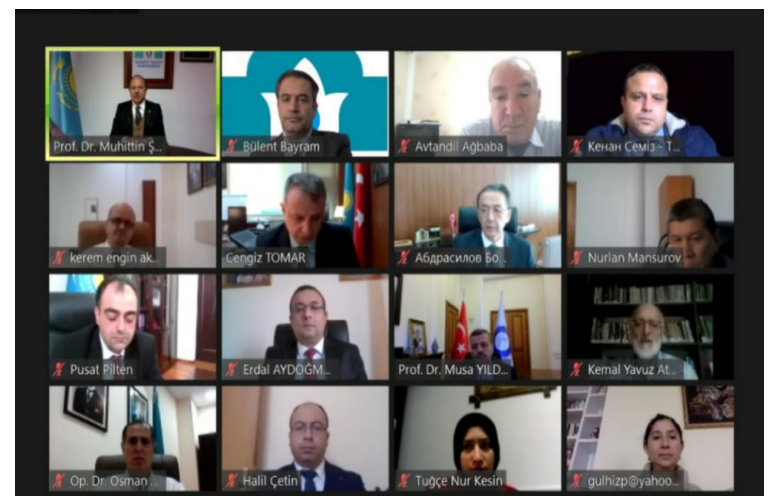 Prof. Dr. Muhittin Ş...
Bülent Bayram
Avtandil Ağbaba
Кенан Семіз - Т...
kerem engin ak...
Cengiz TOMAR
Абдрасилов Бо...
Nurlan Mansurov
Pusat Pilten
Erdal AYDOĞM...
Prof. Dr. Musa YILD...
Kemal Yavuz At...
Op. Dr. Osman ...
Halil Çetin
Tuğçe Nur Kesin
gulhizp@yahoo...